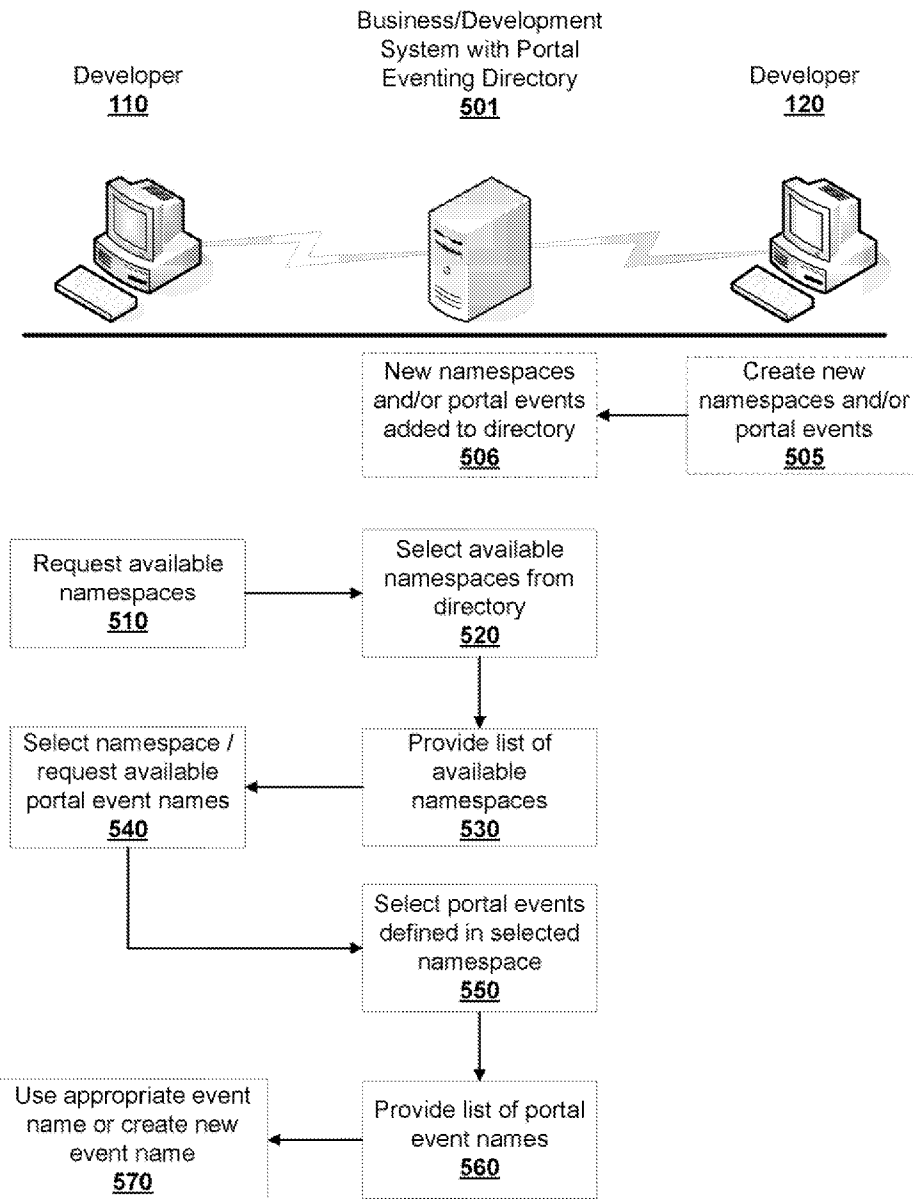 Developer
110
Business/Development
System with Portal
Eventing Directory
501
Developer
120
New namespaces
and/or portal events
added to directory
506
Create new
namespaces and/or
portal events
505
Request available
namespaces
510
Select available
namespaces from
directory
520
Select namespace /
request available
portal event names
540
Provide list of
available
namespaces
530
Select portal events
defined in selected
namespace
550
Use appropriate event
name or create new
event name
570
Provide list of portal
event names
560